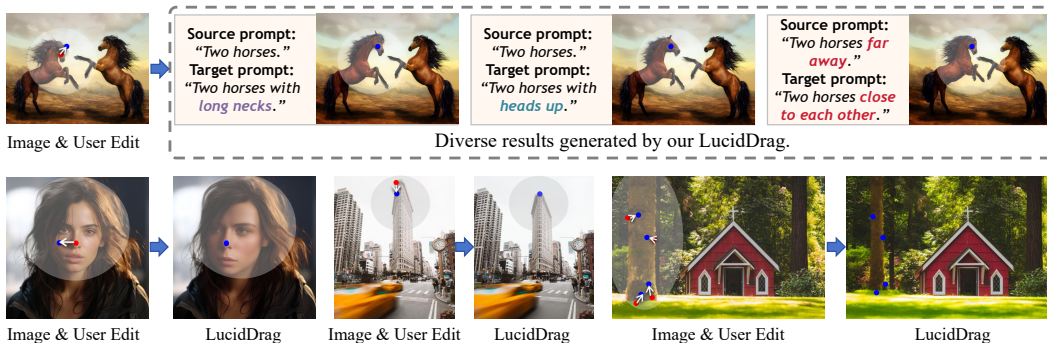 Source prompt:
“Two horses.”
Target prompt:
“Two horses with
long necks.”
Source prompt:
“Two horses.”
Target prompt:
“Two horses with
heads up.”
Source prompt:
“Two horses far
away.”
Target prompt:
“Two horses close
to each other.”
Image & User Edit
Diverse results generated by our LucidDrag.
Image & User Edit
LucidDrag
Image & User Edit
LucidDrag
Image & User Edit
LucidDrag